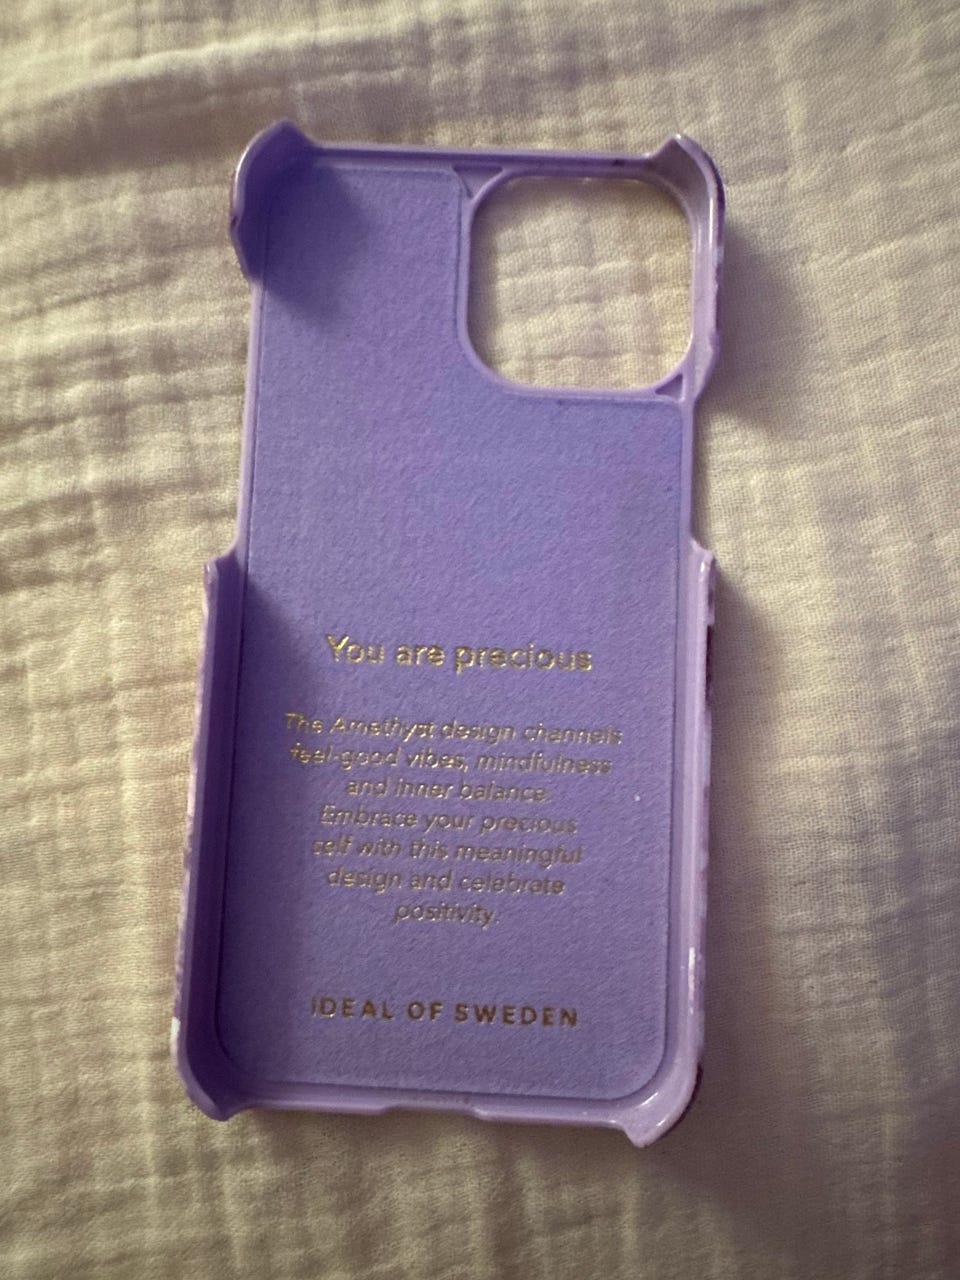 You are precious
The Amethyst design channels
feel-good vibes, mindfulness
and inner balance.
Embrace your precious
self with this meaningful
design and celebrate
positivity.
IDEAL OF SWEDEN